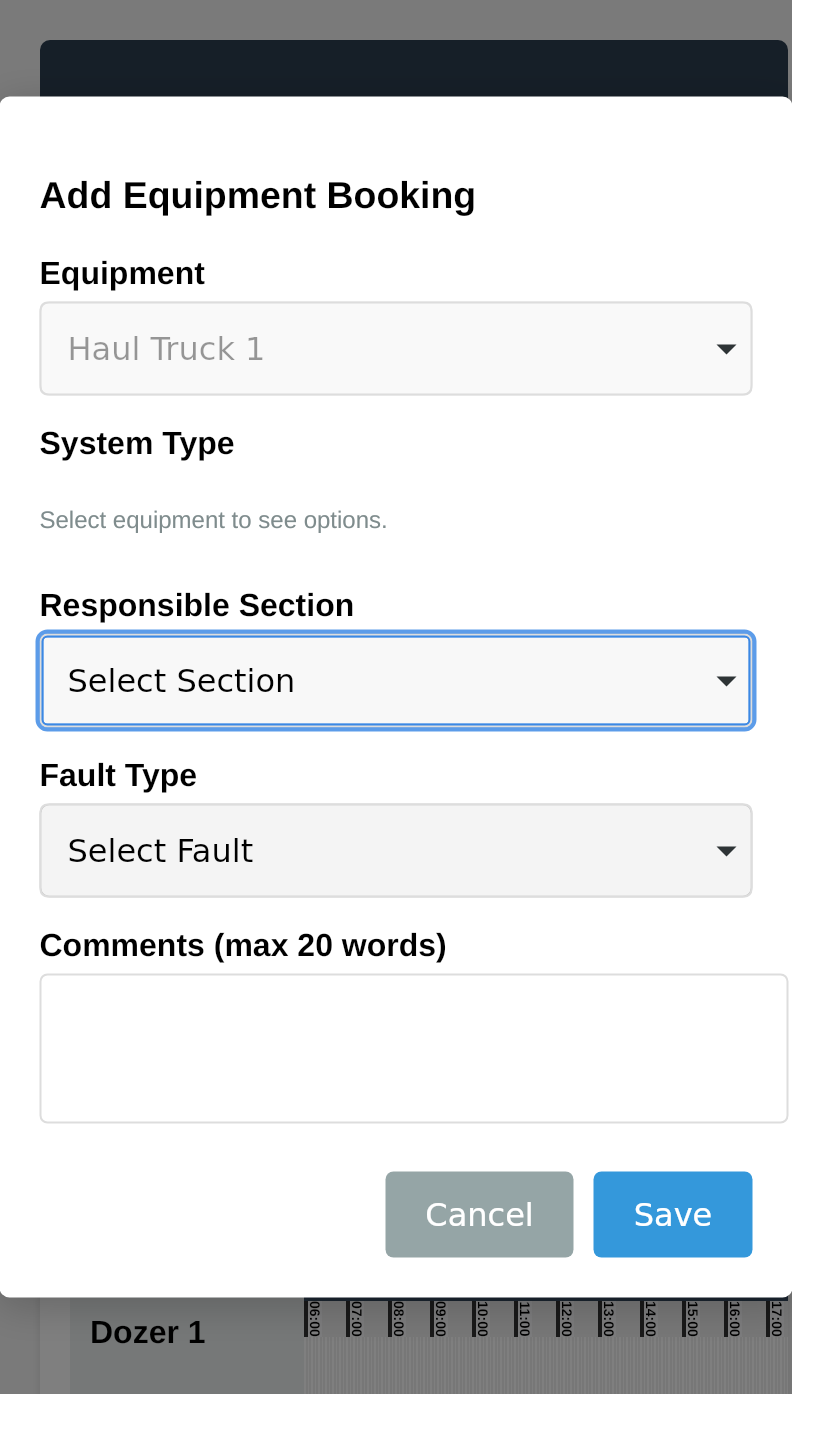 Add Equipment Booking
Equipment
Haul Truck 1
System Type
Select equipment to see options.
Responsible Section
Select Section
Fault Type
Select Fault
Comments (max 20 words)
Cancel Save
Dozer 1 06:00 07:00 08:00 09:00 10:00 11:00 12:00 13:00 14:00 15:00 16:00 17:00